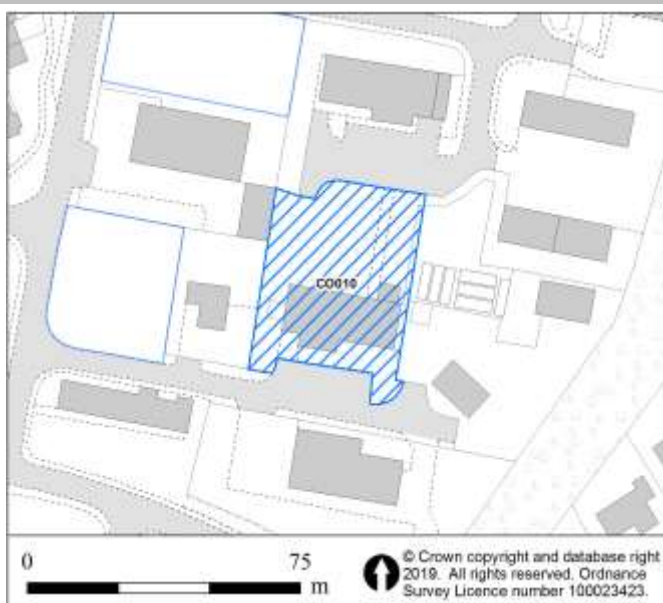 CO010
0 75
m
© Crown copyright and database right
2019. All rights reserved. Ordnance
Survey Licence number 100023423.